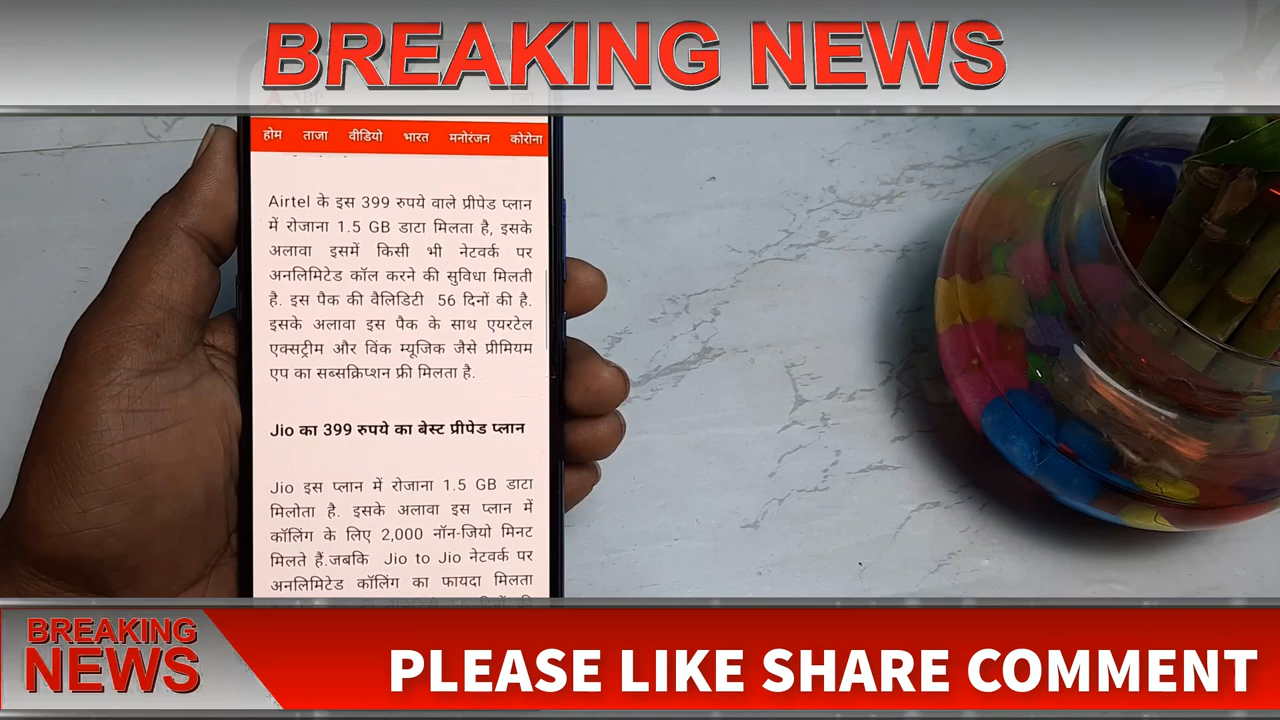 BREAKING NEWS
होम ताजा वीडियो भारत मनोरंजन कोरोना
Airtel के इस 399 रुपये वाले प्रीपेड प्लान
में रोजाना 1.5 GB डाटा मिलता है, इसके
अलावा इसमें किसी भी नेटवर्क पर
अनलिमिटेड कॉल करने की सुविधा मिलती
है. इस पैक की वैलिडिटी 56 दिनों की है.
इसके अलावा इस पैक के साथ एयरटेल
एक्सट्रीम और विंक म्यूजिक जैसे प्रीमियम
एप का सब्सक्रिप्शन फ्री मिलता है.
Jio का 399 रुपये का बेस्ट प्रीपेड प्लान
Jio इस प्लान में रोजाना 1.5 GB डाटा
मिलोता है. इसके अलावा इस प्लान में
कॉलिंग के लिए 2,000 नॉन-जियो मिनट
मिलते हैं.जबकि Jio to Jio नेटवर्क पर
अनलिमिटेड कॉलिंग का फायदा मिलता
BREAKING
NEWS
PLEASE LIKE SHARE COMMENT